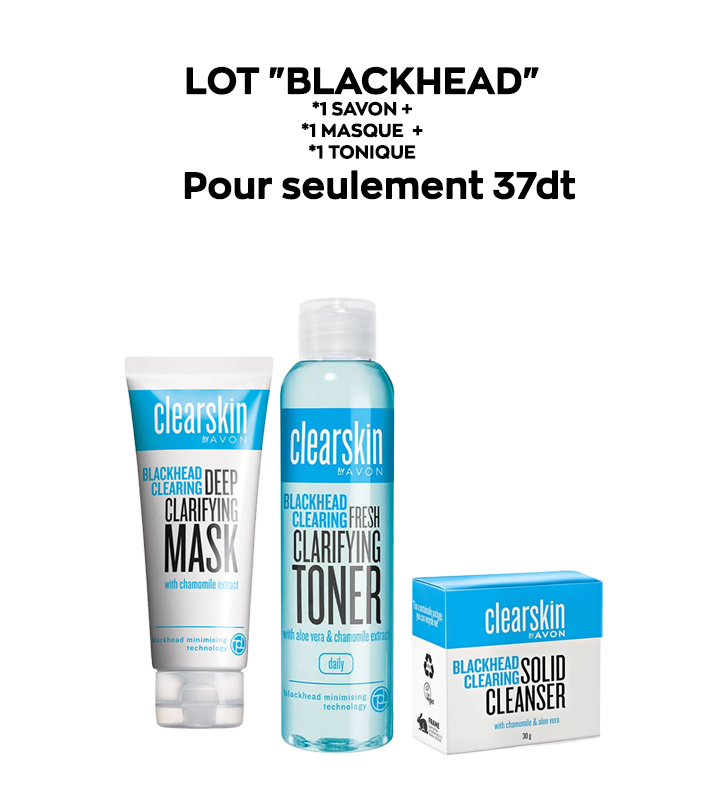 LOT "BLACKHEAD"
*1 SAVON +
*1 MASQUE +
*1 TONIQUE
Pour seulement 37dt
clearskin
BY AVON
BLACKHEAD
CLEARING DEEP
CLARIFYING
MASK
with chamomile extract
blackhead minimising
technology
clearskin
BY AVON
BLACKHEAD
CLEARING FRESH
CLARIFYING
TONER
with aloe vera & chamomile extract
daily
blackhead minimising
technology
clearskin
BY AVON
BLACKHEAD
CLEARING SOLID
CLEANSER
with chamomile & aloe vera
30 g